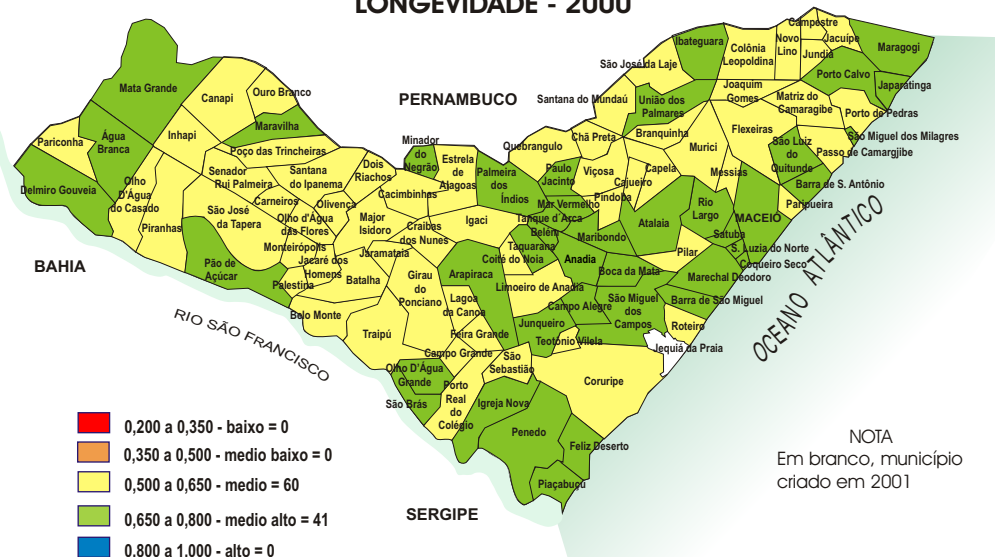 LONGEVIDADE - 2000
Campestre
Ibateguara
Colônia
Leopoldina
Novo
Lino
Jacuípe
Jundiá
Maragogi
São José da Laje
Porto Calvo
Mata Grande
Japaratinga
Joaquim
Gomes
Ouro Branco
Canapi
PERNAMBUCO
Santana do Mundaú
União dos
Palmares
Matriz do
Camaragibe
Porto de Pedras
Maravilha
Flexeiras
Inhapi
Água
Branca
Pariconha
Chã Preta
Branquinha
São Miguel dos Milagres
Minador
do
Negrão
Quebrangulo
Murici
São Luiz
do
Quitunde
Passo de Camargjibe
Poço das Trincheiras
Estrela
de
Alagoas
Dois
Riachos
Senador
Rui Palmeira
Santana
do Ipanema
Palmeira
dos
Índios
Paulo
Jacinto
Viçosa
Capela
Messias
Cajueiro
Barra de S. Antônio
Delmiro Gouveia
Olho
D'Água
do Casado
Cacimbinhas
Pindoba
Carneiros
Olivença
Mar Vermelho
Rio
Largo
Paripueira
São José
da Tapera
Olho d'Água
das Flores
Major
Isidoro
Igaci
Tanque d'Arca
Belém
Atalaia
MACEIÓ
Piranhas
Craíbas
dos Nunes
Maribondo
Satuba
Monteirópolis
Taquarana
S. Luzia do Norte
Jaramataia
Coité do Noia
Anadia
Pilar
Jacaré dos
Homens
Coqueiro Seco
BAHIA
Pão de
Açúcar
Batalha
Girau
do
Ponciano
Arapiraca
Boca da Mata
Marechal Deodoro
Palestina
Limoeiro de Anadia
OCEANO ATLÂNTICO
Lagoa
da Canoa
Campo Alegre
São Miguel
dos
Campos
Barra de São Miguel
Belo Monte
RIO SÃO FRANCISCO
Traipú
Feira Grande
Junqueiro
Roteiro
Teotônio Vilela
Jequiá da Praia
Campo Grande
São
Sebastião
Olho D'Água
Grande
Coruripe
Porto
Real
do
Colégio
São Brás
Igreja Nova
Penedo
Feliz Deserto
Piaçabuçú
SERGIPE
0,200 a 0,350 - baixo = 0
0,350 a 0,500 - medio baixo = 0
0,500 a 0,650 - medio = 60
0,650 a 0,800 - medio alto = 41
0,800 a 1,000 - alto = 0
NOTA
Em branco, município
criado em 2001